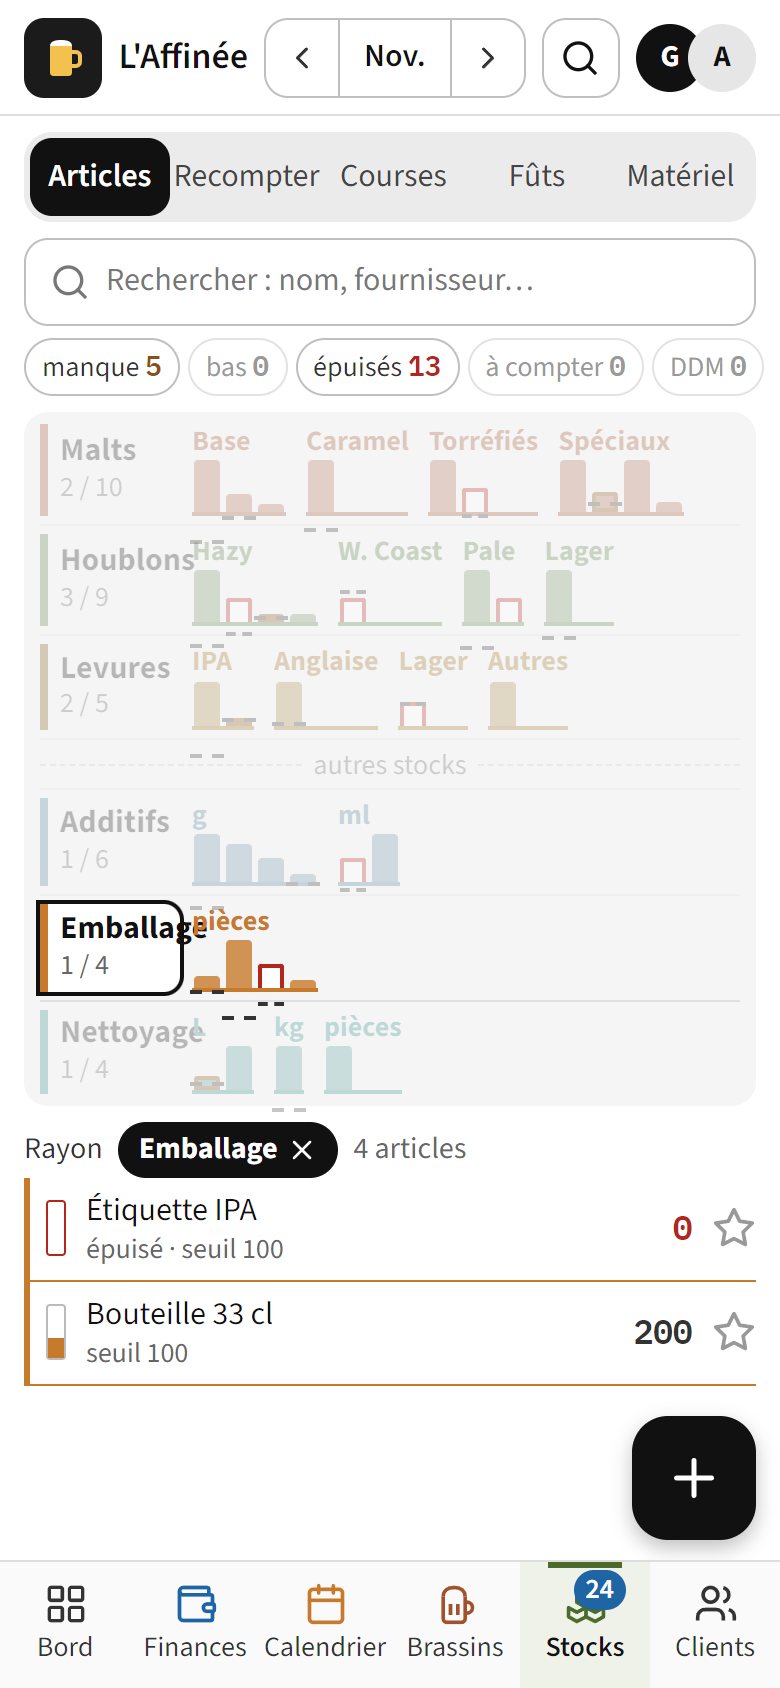 L'Affinée
Nov.
G
A
Articles
Recompter
Courses
Fûts
Matériel
Rechercher : nom, fournisseur…
manque 5
bas 0
épuisés 13
à compter 0
DDM 0
Malts
2 / 10
Base
Caramel
Torréfiés
Spéciaux
Houblons
3 / 9
Hazy
W. Coast
Pale
Lager
Levures
2 / 5
IPA
Anglaise
Lager
Autres
autres stocks
Additifs
1 / 6
g
ml
Emballage
1 / 4
pièces
Nettoyage
1 / 4
L
kg
pièces
Rayon
Emballage
4 articles
Étiquette IPA
épuisé · seuil 100
0
Bouteille 33 cl
seuil 100
200
24
Bord
Finances
Calendrier
Brassins
Stocks
Clients